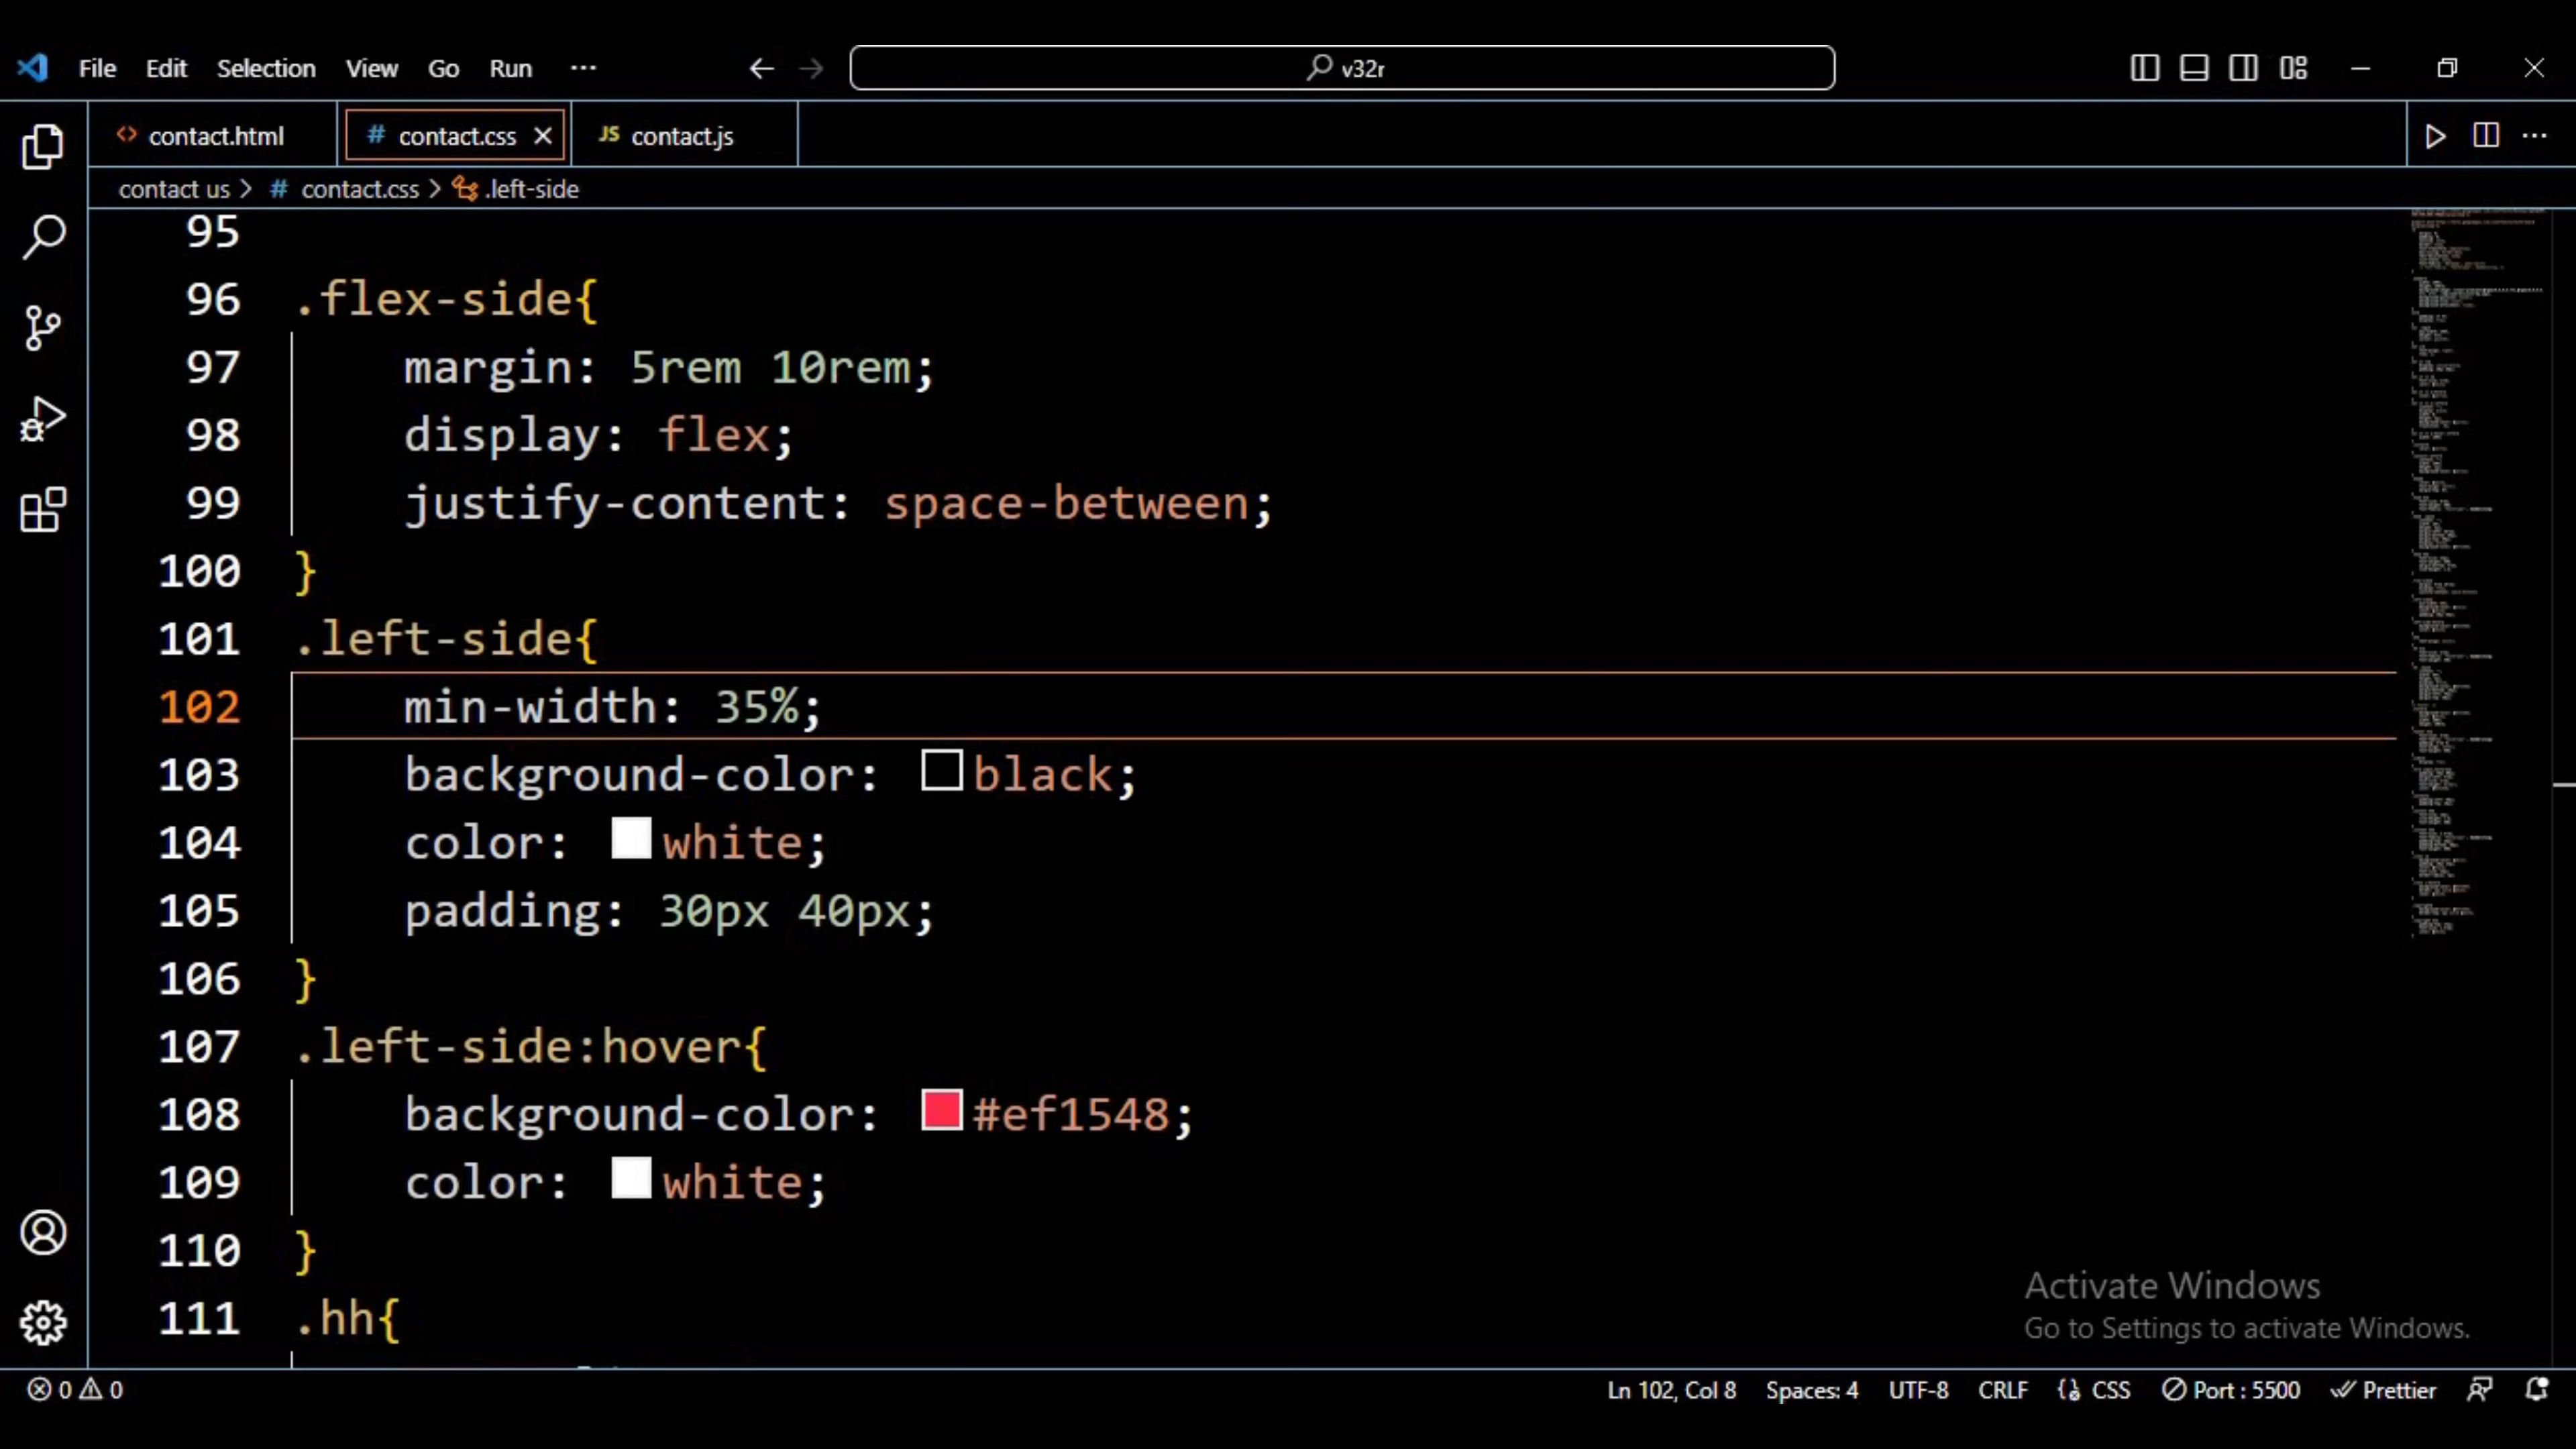 File Edit Selection View Go Run ···
v32r
contact.html
contact.css
JS contact.js
contact us > # contact.css > .left-side
95
96 .flex-side{
97 margin: 5rem 10rem;
98 display: flex;
99 justify-content: space-between;
100 }
101 .left-side{
102 min-width: 35%;
103 background-color: black;
104 color: white;
105 padding: 30px 40px;
106 }
107 .left-side:hover{
108 background-color: #ef1548;
109 color: white;
110 }
111 .hh{
Activate Windows
Go to Settings to activate Windows.
0 0 Ln 102, Col 8 Spaces: 4 UTF-8 CRLF CSS Port : 5500 Prettier